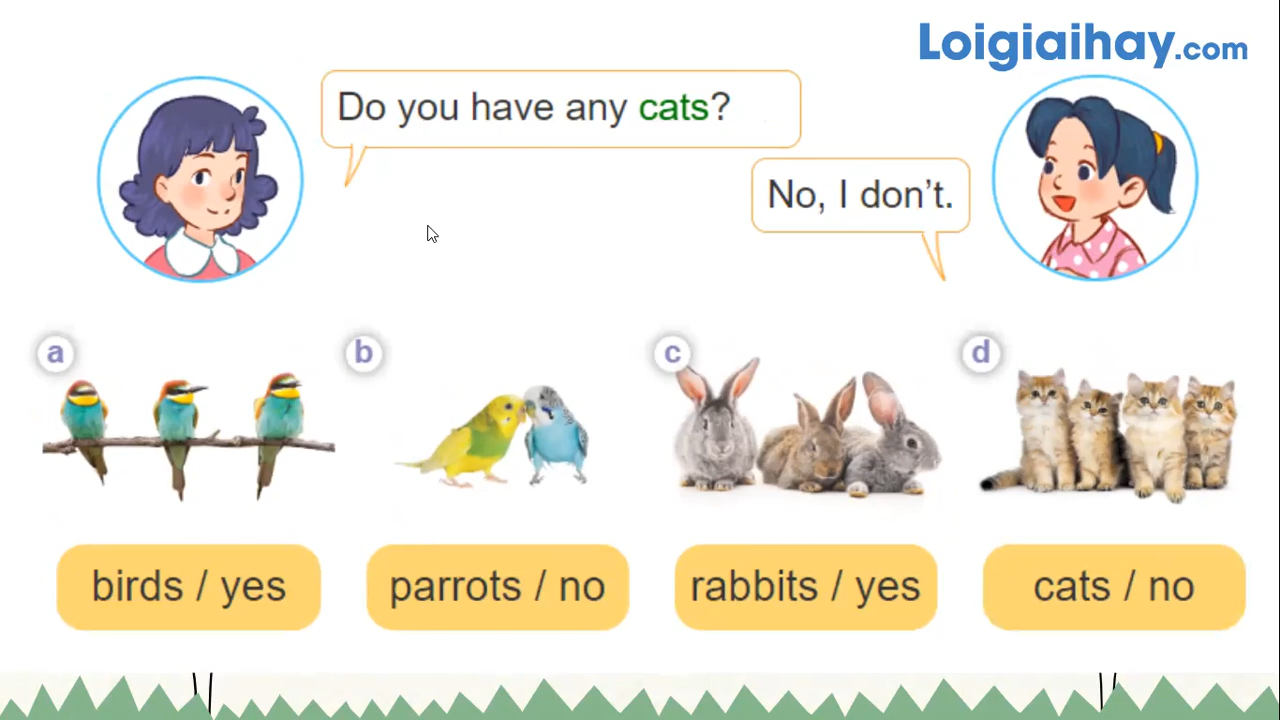 Loigiaihay.com
Do you have any cats?
No, I don't.
a
b
c
d
birds / yes
parrots / no
rabbits / yes
cats / no